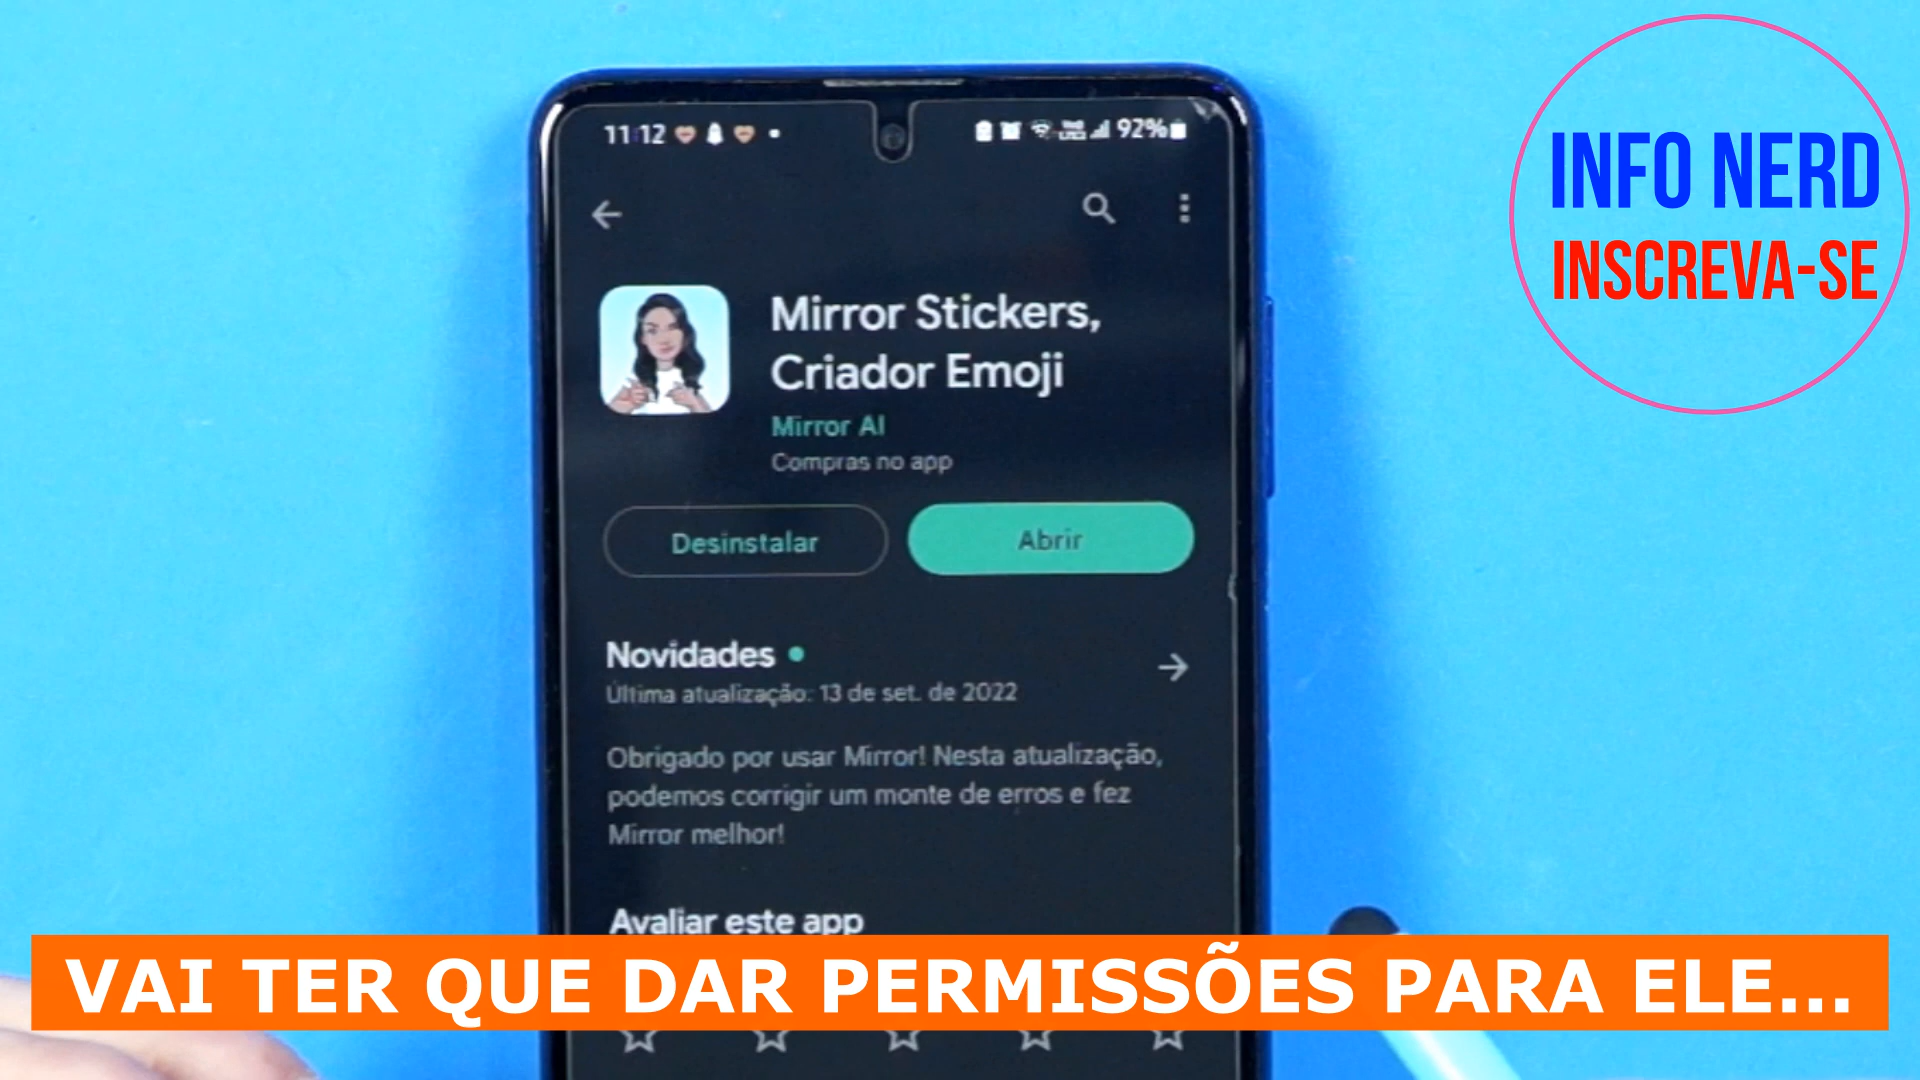 INFO NERD
INSCREVA-SE
11:12
92%
Mirror Stickers,
Criador Emoji
Mirror AI
Compras no app
Desinstalar
Abrir
Novidades
Última atualização: 13 de set. de 2022
Obrigado por usar Mirror! Nesta atualização,
podemos corrigir um monte de erros e fez
Mirror melhor!
Avaliar este app
VAI TER QUE DAR PERMISSÕES PARA ELE...